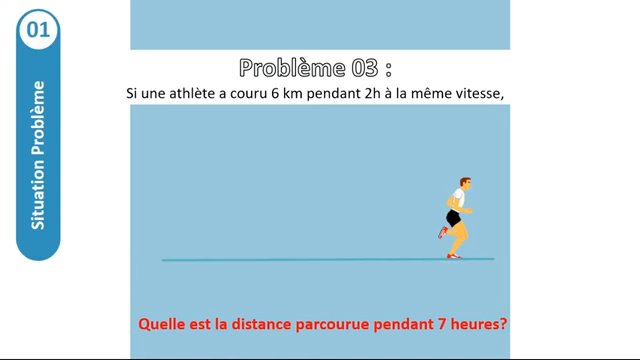 01
Situation Problème
Problème 03 :
Si une athlète a couru 6 km pendant 2h à la même vitesse,
Quelle est la distance parcourue pendant 7 heures?